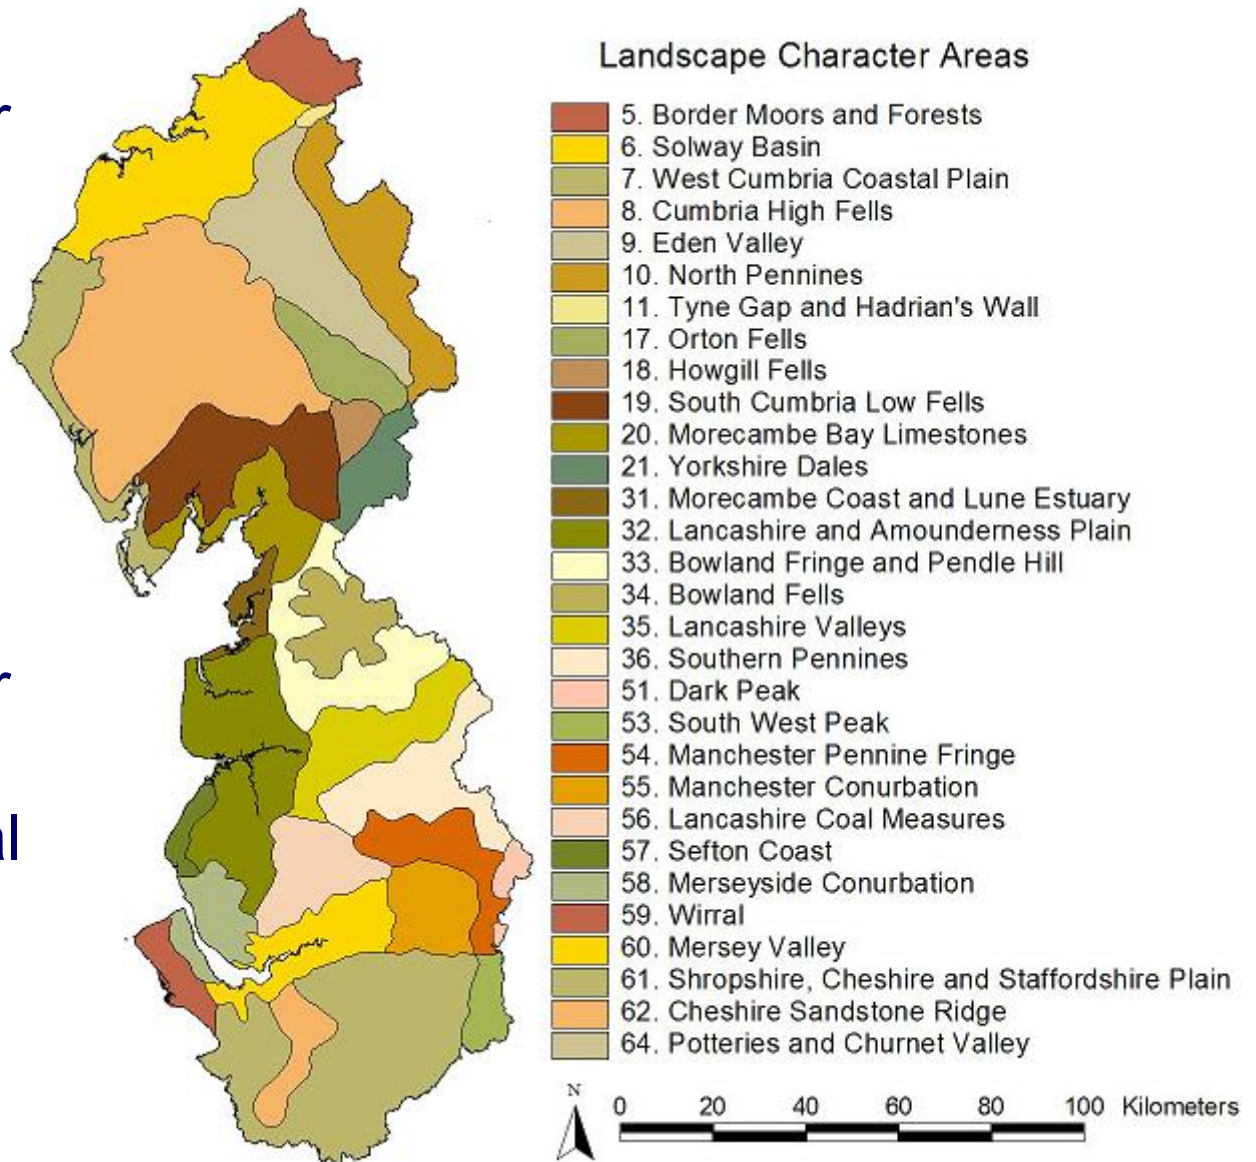 r
r
al
Landscape Character Areas
5. Border Moors and Forests
6. Solway Basin
7. West Cumbria Coastal Plain
8. Cumbria High Fells
9. Eden Valley
10. North Pennines
11. Tyne Gap and Hadrian's Wall
17. Orton Fells
18. Howgill Fells
19. South Cumbria Low Fells
20. Morecambe Bay Limestones
21. Yorkshire Dales
31. Morecambe Coast and Lune Estuary
32. Lancashire and Amounderness Plain
33. Bowland Fringe and Pendle Hill
34. Bowland Fells
35. Lancashire Valleys
36. Southern Pennines
51. Dark Peak
53. South West Peak
54. Manchester Pennine Fringe
55. Manchester Conurbation
56. Lancashire Coal Measures
57. Sefton Coast
58. Merseyside Conurbation
59. Wirral
60. Mersey Valley
61. Shropshire, Cheshire and Staffordshire Plain
62. Cheshire Sandstone Ridge
64. Potteries and Churnet Valley
N
0 20 40 60 80 100 Kilometers